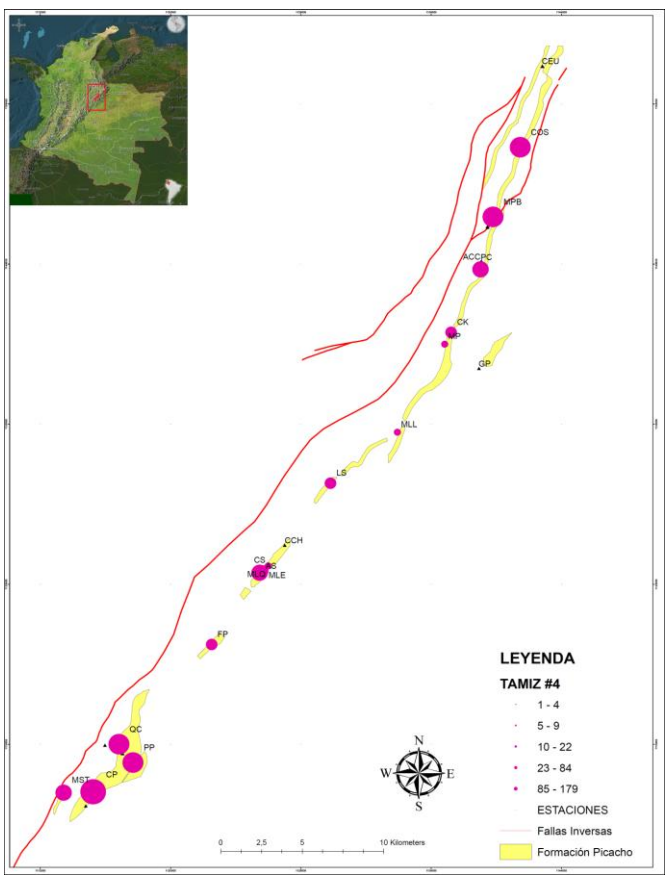 CEU
COS
MPB
ACCPC
CK
MP
GP
MLL
LS
CCH
CS
MLE
FP
QC
PP
MST
CP
LEYENDA
TAMIZ #4
1 - 4
5 - 9
10 - 22
23 - 84
85 - 179
ESTACIONES
Fallas Inversas
Formación Picacho
N
W
E
S
0
2,5
5
10 Kilometers